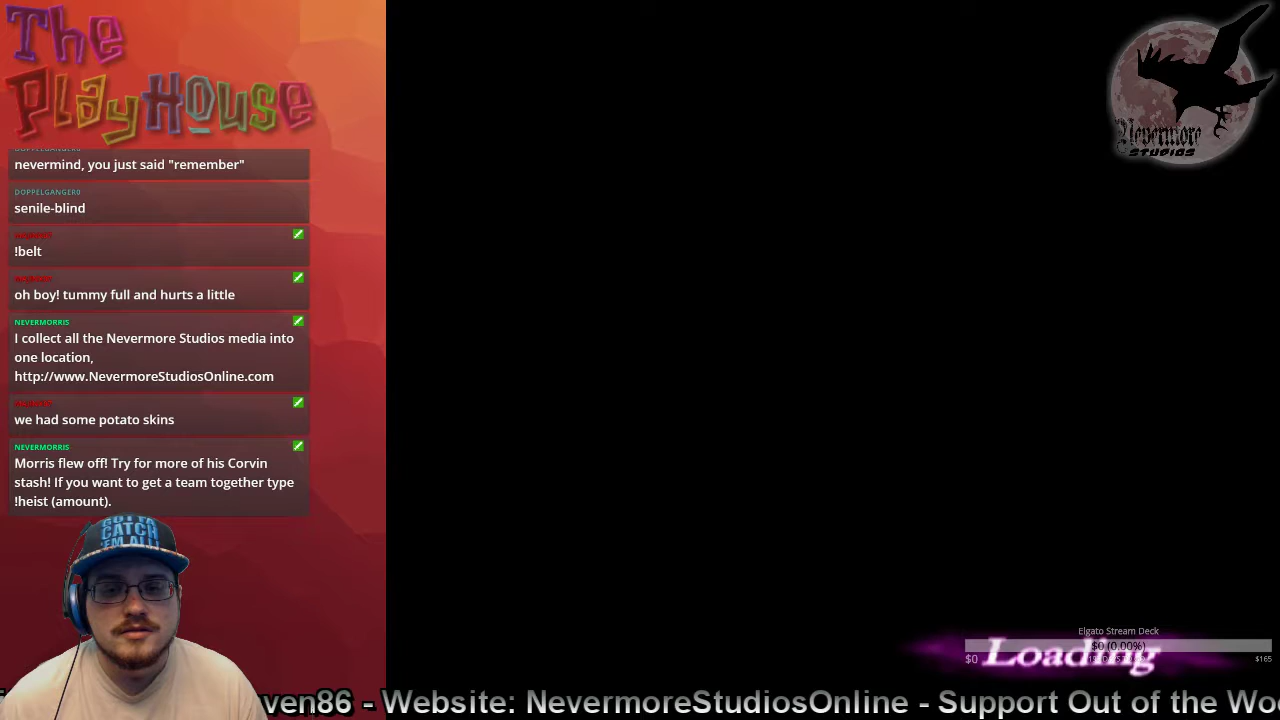 The
PlayHouse
nevermind, you just said "remember"
DOPPELGANGER0
senile-blind
!belt
oh boy! tummy full and hurts a little
NEVERMORRIS
I collect all the Nevermore Studios media into
one location,
http://www.NevermoreStudiosOnline.com
we had some potato skins
NEVERMORRIS
Morris flew off! Try for more of his Corvin
stash! If you want to get a team together type
!heist (amount).
GOTTA
CATCH
'EM ALL!
Nevermore
STUDIOS
Elgato Stream Deck
$0 (0.00%)
$0
$165
Loading
ven86 - Website: NevermoreStudiosOnline - Support Out of the Wo